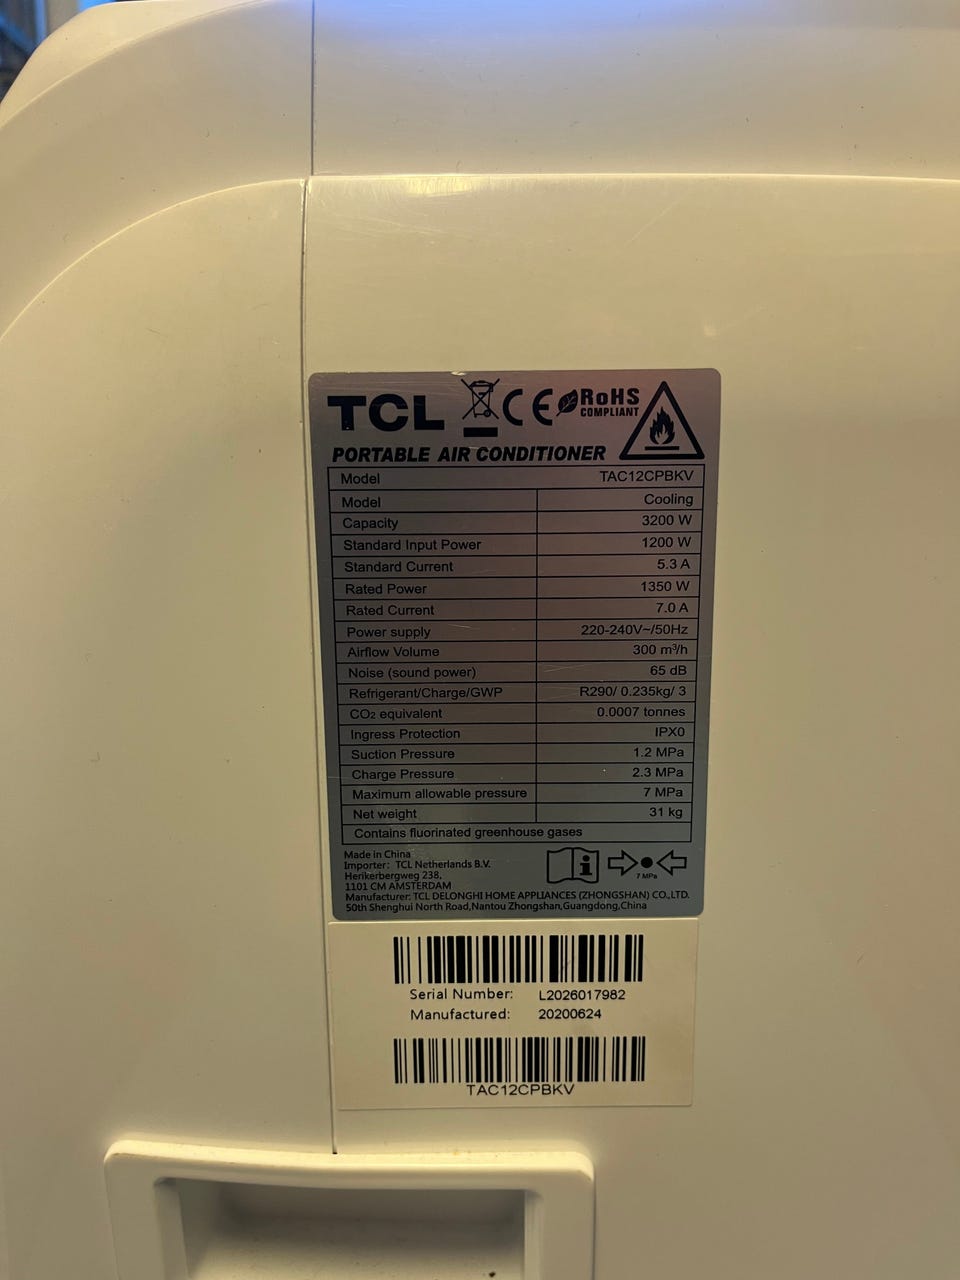 TCL CE RoHS
COMPLIANT
PORTABLE AIR CONDITIONER
Model TAC12CPBKV
Model Cooling
Capacity 3200 W
Standard Input Power 1200 W
Standard Current 5.3 A
Rated Power 1350 W
Rated Current 7.0 A
Power supply 220-240V~/50Hz
Airflow Volume 300 m³/h
Noise (sound power) 65 dB
Refrigerant/Charge/GWP R290/ 0.235kg/ 3
CO₂ equivalent 0.0007 tonnes
Ingress Protection IPX0
Suction Pressure 1.2 MPa
Charge Pressure 2.3 MPa
Maximum allowable pressure 7 MPa
Net weight 31 kg
Contains fluorinated greenhouse gases
Made in China
Importer: TCL Netherlands B.V.
Herikerbergweg 238,
1101 CM AMSTERDAM
7 MPa
Manufacturer: TCL DELONGHI HOME APPLIANCES (ZHONGSHAN) CO.,LTD.
50th Shenghui North Road,Nantou Zhongshan,Guangdong,China
Serial Number: L2026017982
Manufactured: 20200624
TAC12CPBKV